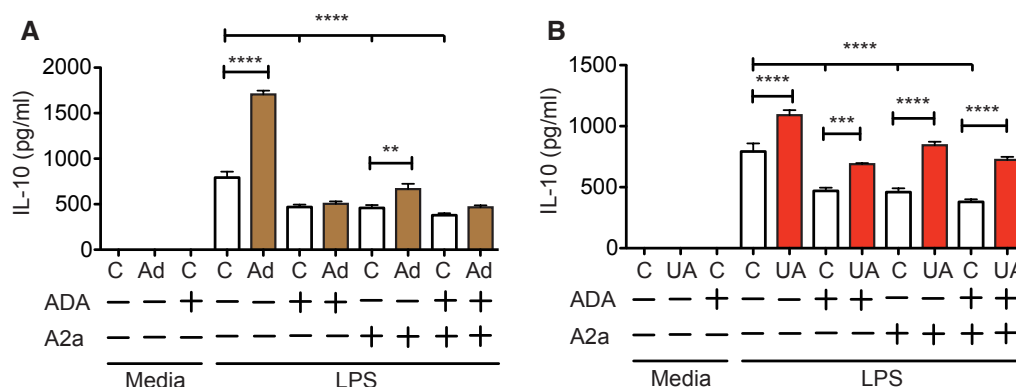 A
B
****
****
****
****
**
***
****
****
2000
1500
1000
500
0
IL-10 (pg/ml)
1500
1000
500
0
IL-10 (pg/ml)
C Ad C C Ad C Ad C Ad C Ad
C UA C C UA C UA C UA C UA
ADA — — + — — + + — — + +
ADA — — + — — + + — — + +
A2a — — — — — — — + + + +
A2a — — — — — — — + + + +
Media LPS
Media LPS